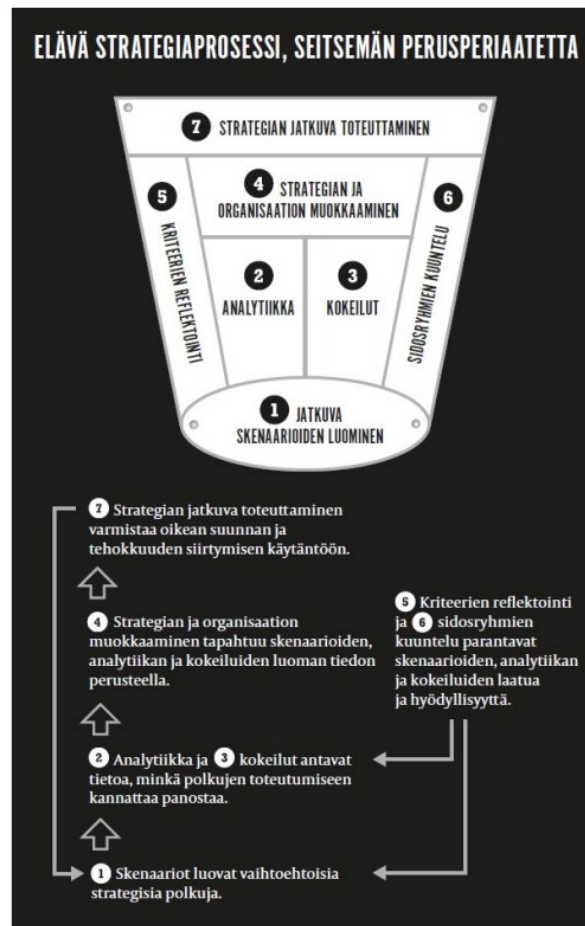 ELÄVÄ STRATEGIAPROSESSI, SEITSEMÄN PERUSPERIAATETTA
7 STRATEGIAN JATKUVA TOTEUTTAMINEN
5 KRITEERIEN REFLEKTOINTI
4 STRATEGIAN JA
ORGANISAATION MUOKKAAMINEN
6 SIDOSRYHMIEN KUUNTELU
2
ANALYTIIKKA
3
KOKEILUT
1 JATKUVA
SKENAARIOIDEN LUOMINEN
7 Strategian jatkuva toteuttaminen
varmistaa oikean suunnan ja
tehokkuuden siirtymisen käytäntöön.
4 Strategian ja organisaation
muokkaaminen tapahtuu skenaarioiden,
analytiikan ja kokeiluiden luoman tiedon
perusteella.
5 Kriteerien reflektointi
ja 6 sidosryhmien
kuuntelu parantavat
skenaarioiden, analytiikan
ja kokeiluiden laatua
ja hyödyllisyyttä.
2 Analytiikka ja 3 kokeilut antavat
tietoa, minkä polkujen toteutumiseen
kannattaa panostaa.
1 Skenaariot luovat vaihtoehtoisia
strategisia polkuja.